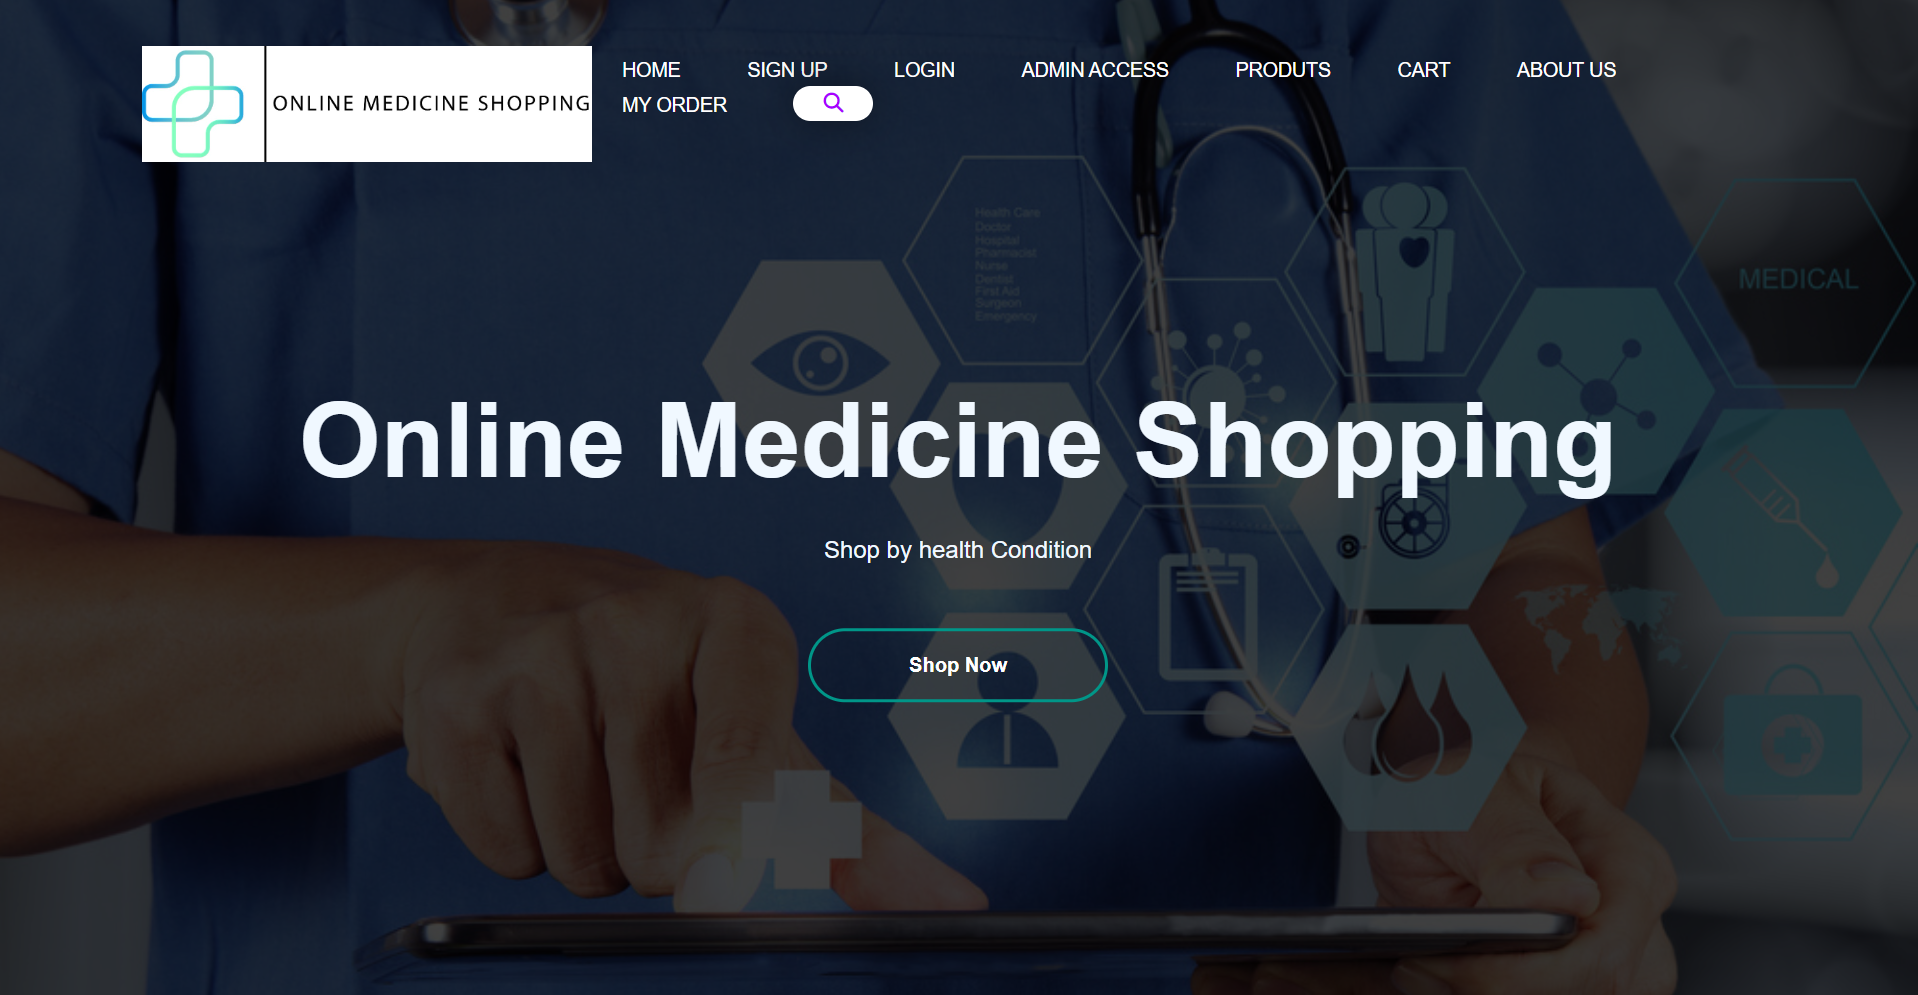 ONLINE MEDICINE SHOPPING
HOME SIGN UP LOGIN ADMIN ACCESS PRODUTS CART ABOUT US
MY ORDER
Health Care
Doctor
Hospital
Pharmacist
Nurse
Dentist
First Aid
Surgeon
Emergency
MEDICAL
Online Medicine Shopping
Shop by health Condition
Shop Now